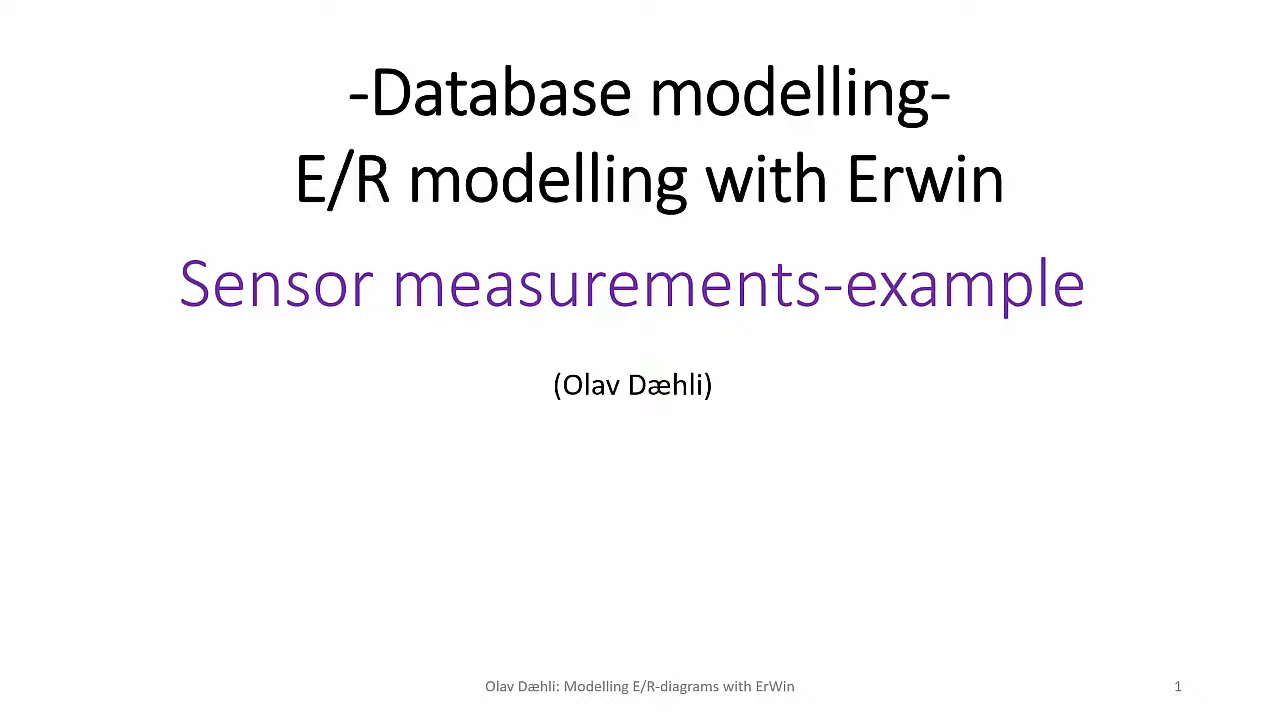 -Database modelling-
E/R modelling with Erwin
Sensor measurements-example
(Olav Dæhli)
Olav Dæhli: Modelling E/R-diagrams with ErWin
1